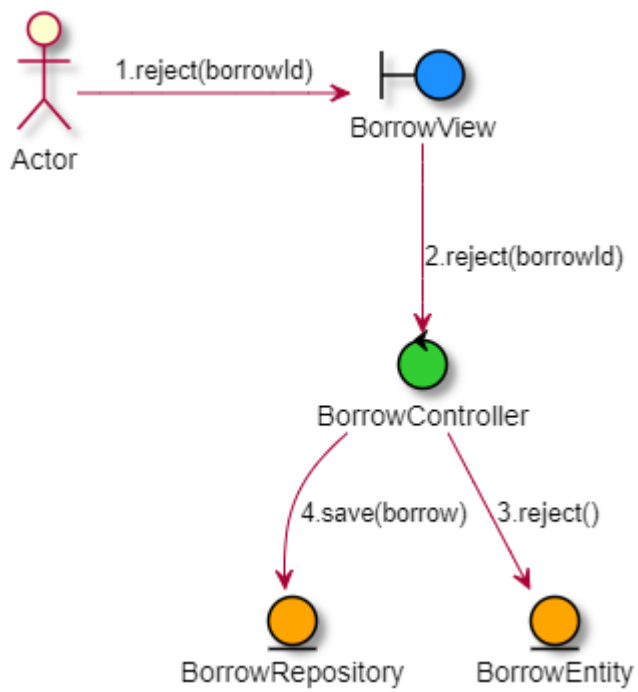 1.reject(borrowId)
Actor
BorrowView
2.reject(borrowId)
BorrowController
4.save(borrow)
3.reject()
BorrowRepository
BorrowEntity